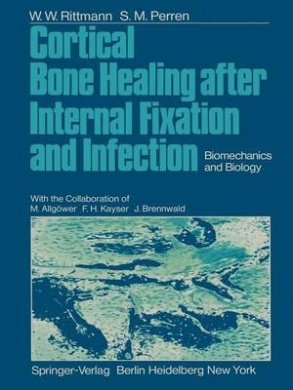 W. W. Rittmann S. M. Perren
Cortical
Bone Healing after
Internal Fixation
and Infection
Biomechanics
and Biology
With the Collaboration of
M. Allgöwer F. H. Kayser J. Brennwald
Springer-Verlag Berlin Heidelberg New York